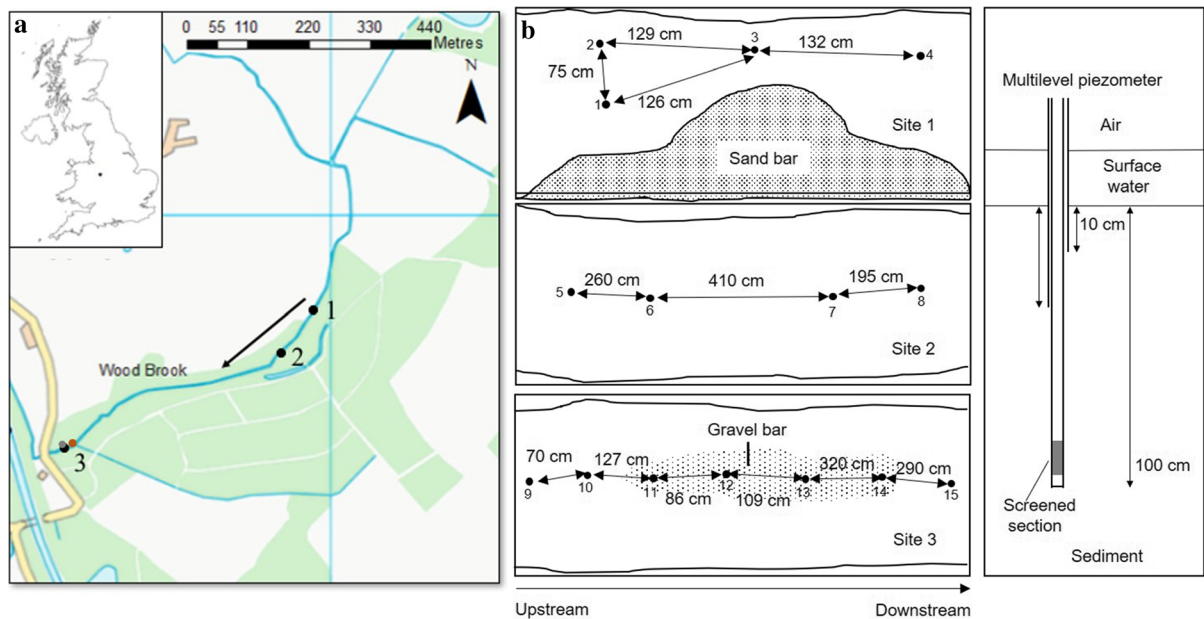 a
0 55 110 220 330 440
Metres
N
1
2
Wood Brook
3
b
129 cm
132 cm
75 cm
126 cm
1
2
3
4
Site 1
Sand bar
260 cm
410 cm
195 cm
5
6
7
8
Site 2
Gravel bar
70 cm
127 cm
86 cm
109 cm
320 cm
290 cm
9
10
11
12
13
14
15
Site 3
Upstream
Downstream
Multilevel piezometer
Air
Surface
water
10 cm
100 cm
Screened
section
Sediment